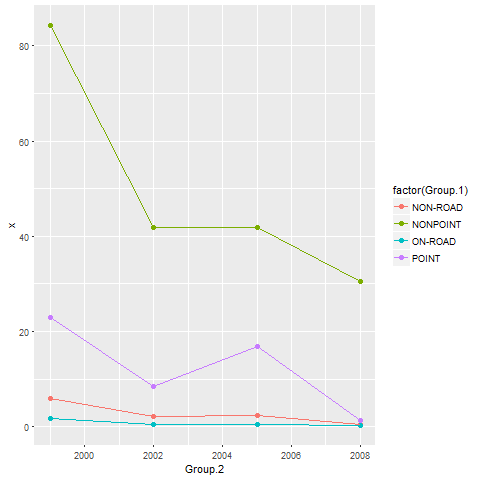 80
60
40
20
0
x
2000
2002
2004
2006
2008
Group.2
factor(Group.1)
NON-ROAD
NONPOINT
ON-ROAD
POINT